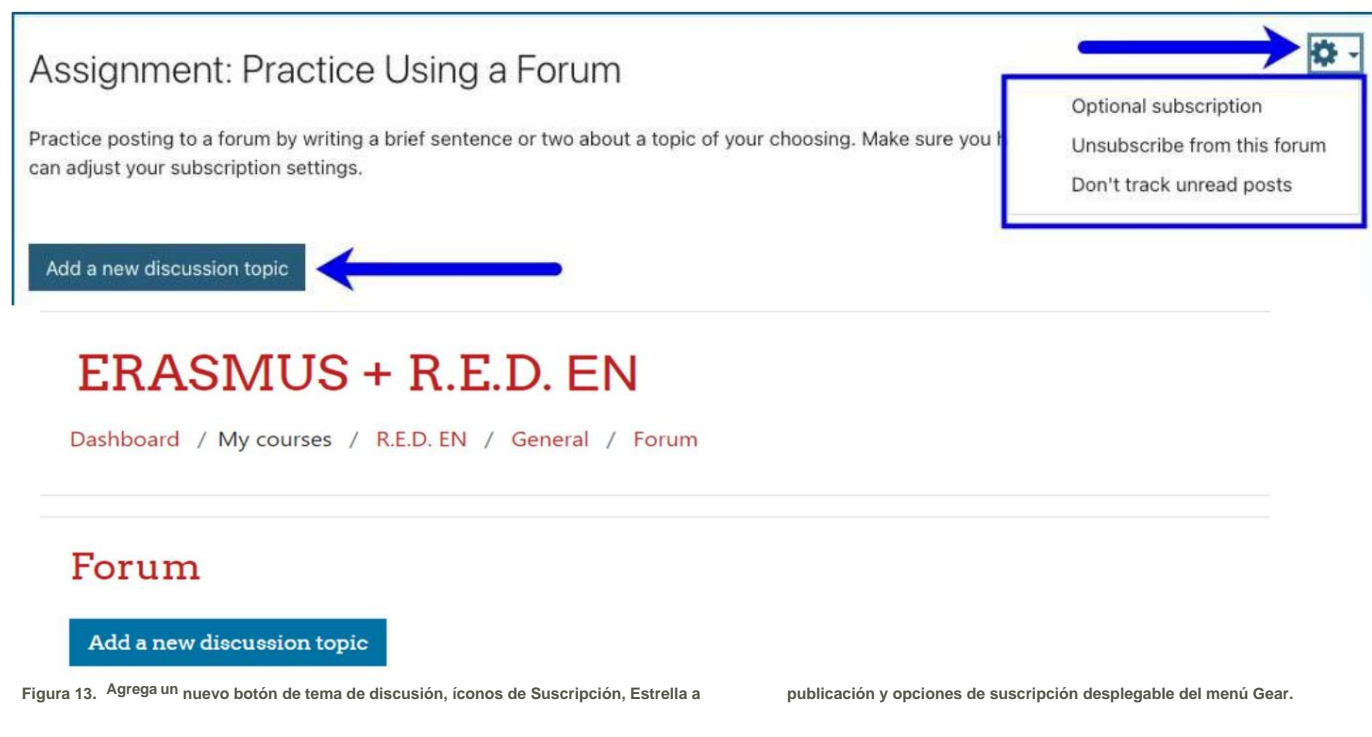 Assignment: Practice Using a Forum
Practice posting to a forum by writing a brief sentence or two about a topic of your choosing. Make sure you
can adjust your subscription settings.
Optional subscription
Unsubscribe from this forum
Don't track unread posts
Add a new discussion topic
ERASMUS + R.E.D. EN
Dashboard / My courses / R.E.D. EN / General / Forum
Forum
Add a new discussion topic
Figura 13. Agrega un nuevo botón de tema de discusión, íconos de Suscripción, Estrella a publicación y opciones de suscripción desplegable del menú Gear.